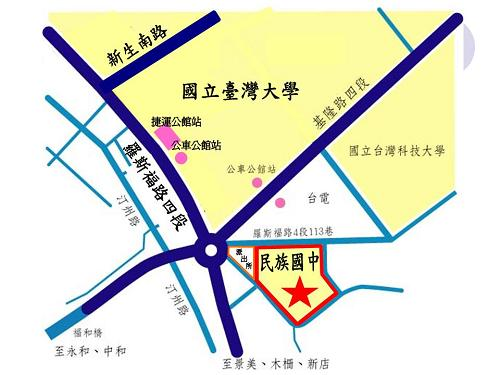 新生南路
國立臺灣大學
基隆路四段
捷運公館站
公車公館站
羅斯福路四段
國立台灣科技大學
公車公館站
台電
汀州路
羅斯福路4段113巷
派出所
民族國中
汀州路
福和橋
至永和、中和
至景美、木柵、新店